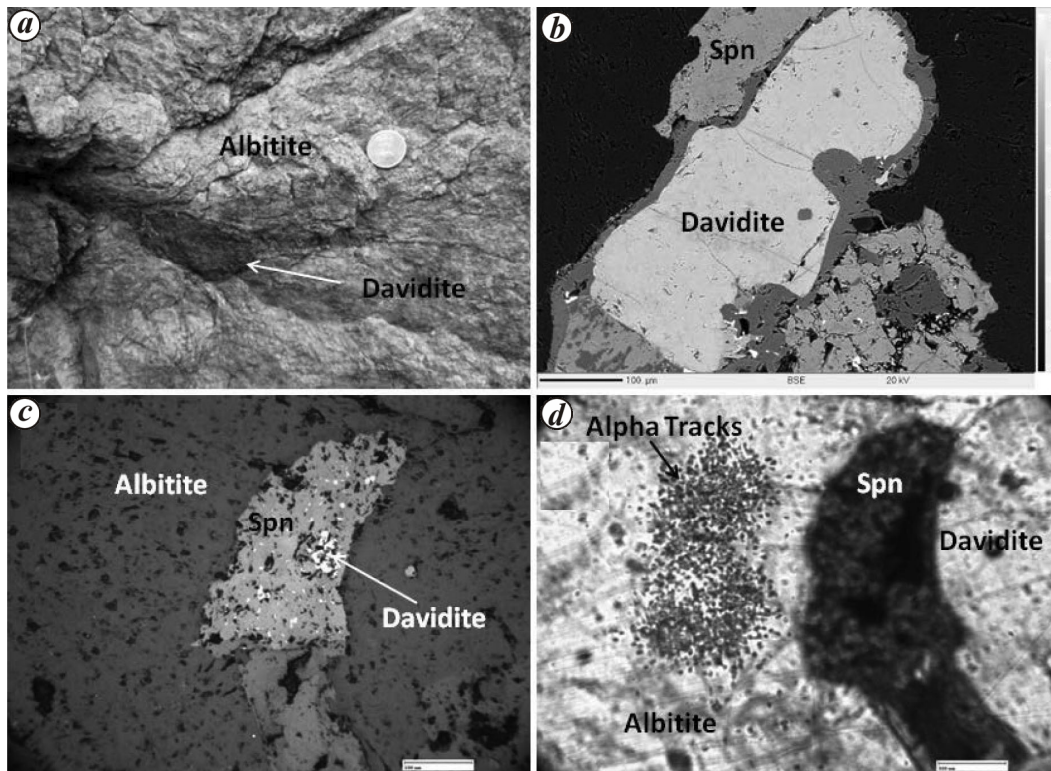 a
Albitite
Davidite
b
Spn
Davidite
100 µm BSE 20 kV
c
Albitite
Spn
Davidite
d
Alpha Tracks
Spn
Davidite
Albitite